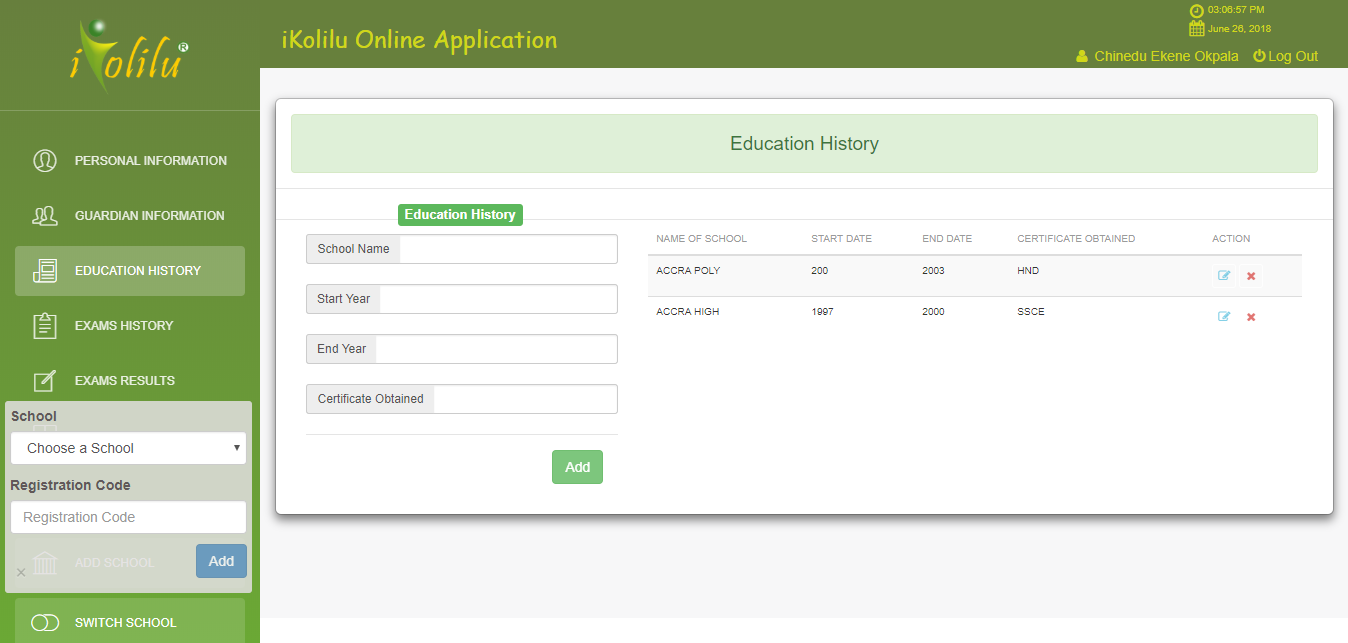 iKolilu®
iKolilu Online Application
03:06:57 PM
June 26, 2018
Chinedu Ekene Okpala
Log Out
PERSONAL INFORMATION
GUARDIAN INFORMATION
EDUCATION HISTORY
EXAMS HISTORY
EXAMS RESULTS
School
Choose a School
Registration Code
Registration Code
ADD SCHOOL
Add
×
SWITCH SCHOOL
Education History
Education History
School Name
Start Year
End Year
Certificate Obtained
Add
NAME OF SCHOOL START DATE END DATE CERTIFICATE OBTAINED ACTION
ACCRA POLY 200 2003 HND
ACCRA HIGH 1997 2000 SSCE